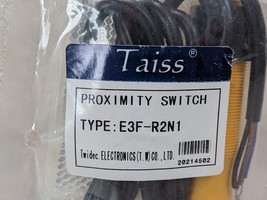 Taiss®
PROXIMITY SWITCH
TYPE:E3F-R2N1
Twidec.ELECTRONICS(T.W)CO.,LTD.
20214502